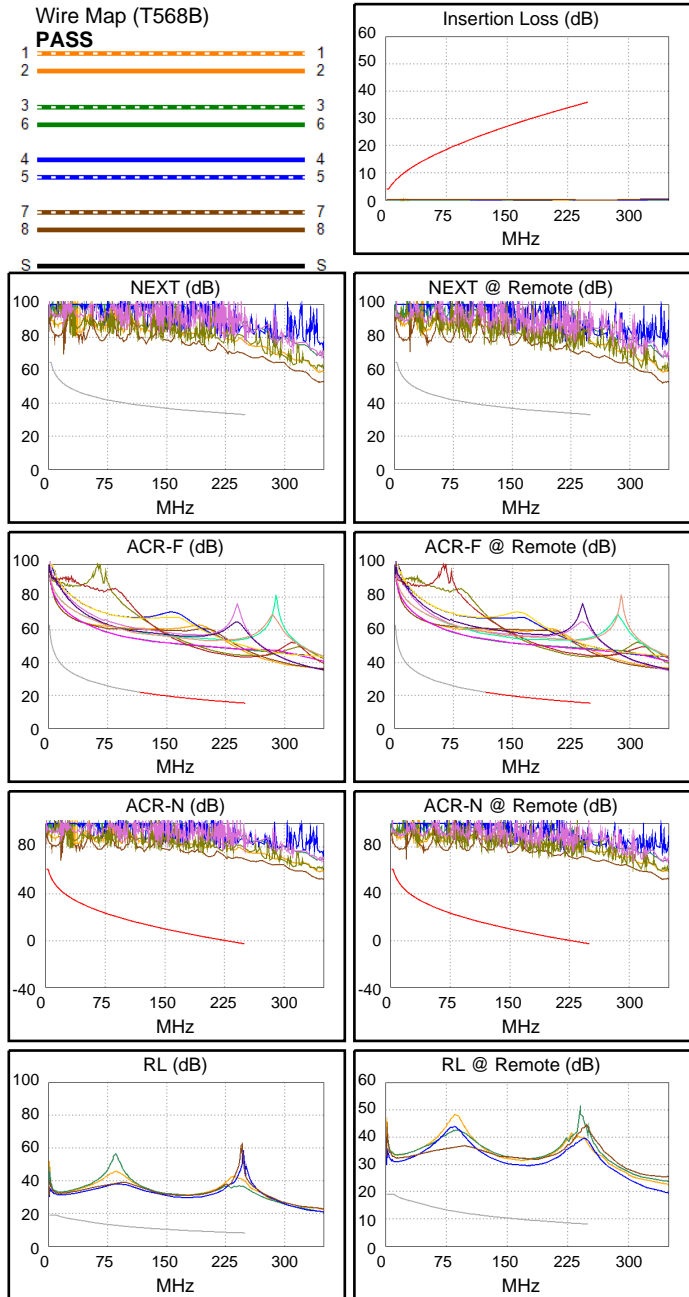 Wire Map (T568B)
PASS
1 1
2 2
3 3
6 6
4 4
5 5
7 7
8 8
S S
Insertion Loss (dB)
60
50
40
30
20
10
0
0 75 150 225 300
MHz
NEXT (dB)
100
80
60
40
20
0
0 75 150 225 300
MHz
NEXT @ Remote (dB)
100
80
60
40
20
0
0 75 150 225 300
MHz
ACR-F (dB)
100
80
60
40
20
0
0 75 150 225 300
MHz
ACR-F @ Remote (dB)
100
80
60
40
20
0
0 75 150 225 300
MHz
ACR-N (dB)
80
40
0
-40
0 75 150 225 300
MHz
ACR-N @ Remote (dB)
80
40
0
-40
0 75 150 225 300
MHz
RL (dB)
100
80
60
40
20
0
0 75 150 225 300
MHz
RL @ Remote (dB)
60
50
40
30
20
10
0
0 75 150 225 300
MHz